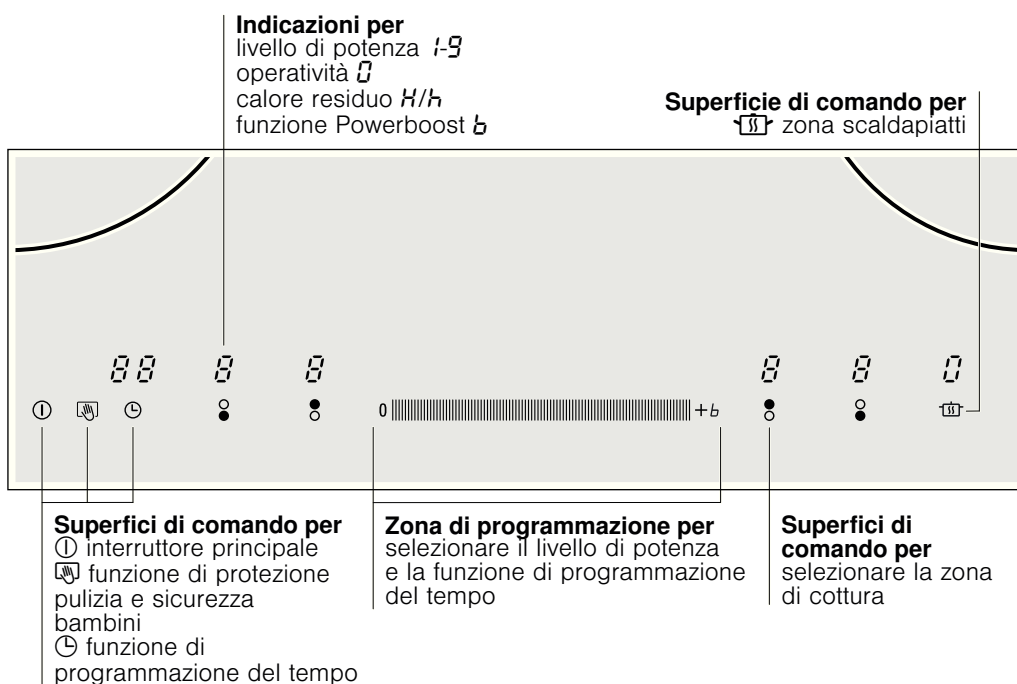 Indicazioni per
livello di potenza 1-9
operatività 0
calore residuo H/h
funzione Powerboost b
Superficie di comando per
zona scaldapiatti
88 8 8 8 8 0
0 + b
Superfici di comando per
interruttore principale
funzione di protezione
pulizia e sicurezza
bambini
funzione di
programmazione del tempo
Zona di programmazione per
selezionare il livello di potenza
e la funzione di programmazione
del tempo
Superfici di
comando per
selezionare la zona
di cottura